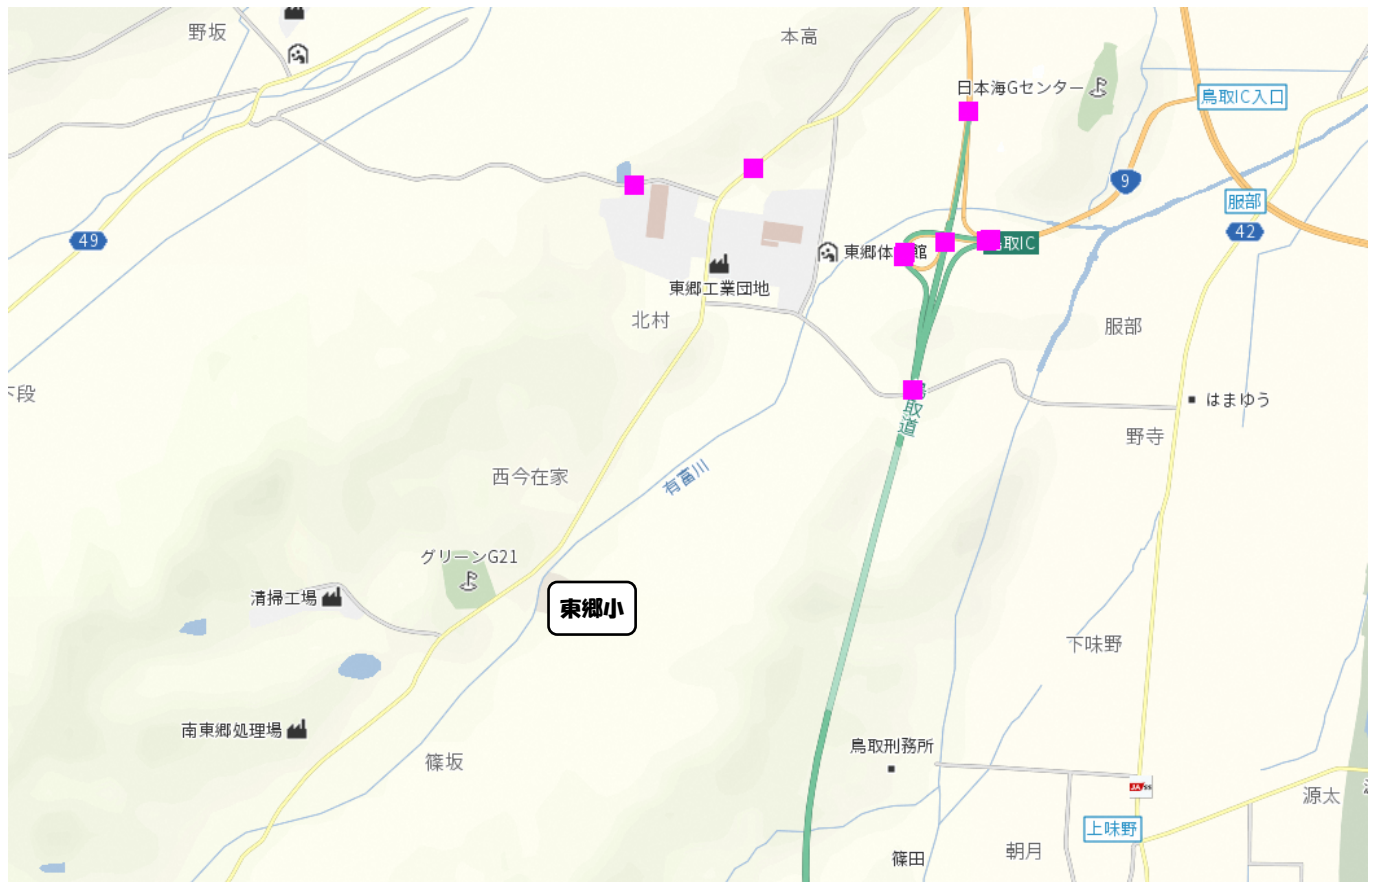 野坂
本高
日本海Gセンター
鳥取IC入口
9
服部
42
49
東郷体
館
取IC
東郷工業団地
北村
服部
下段
取道
はまゆう
野寺
西今在家
有富川
グリーンG21
清掃工場
東郷小
下味野
南東郷処理場
篠坂
鳥取刑務所
JA SS
源太
上味野
朝月
篠田